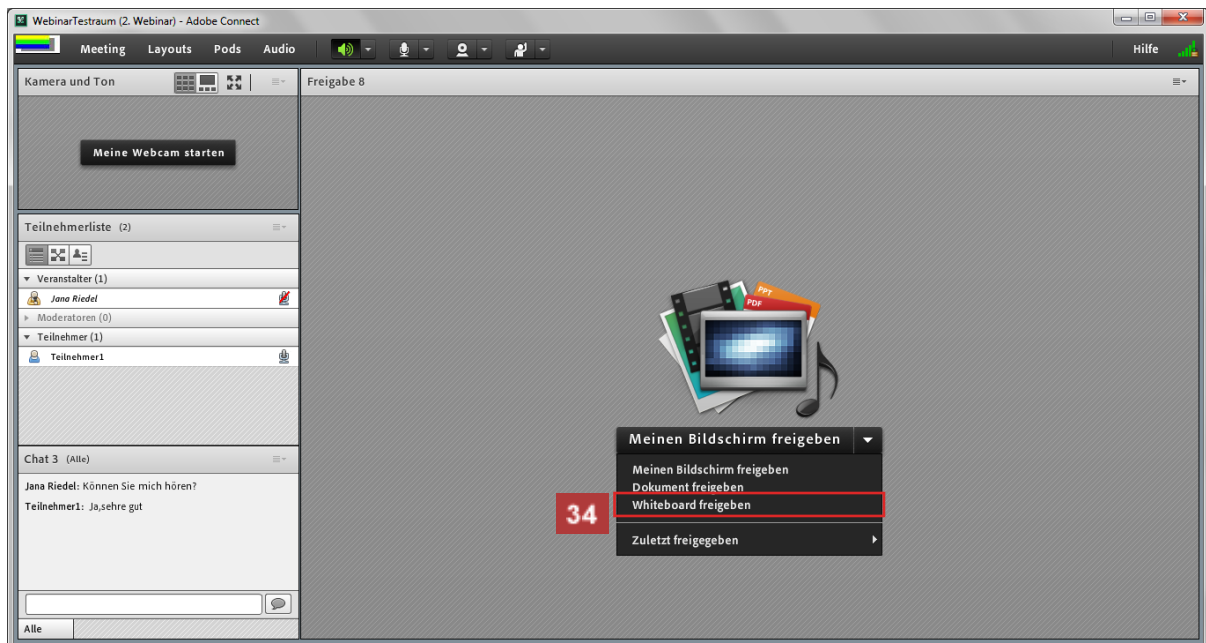 WebinarTestraum (2. Webinar) - Adobe Connect
Meeting Layouts Pods Audio Hilfe
Kamera und Ton
Meine Webcam starten
Teilnehmerliste (2)
Veranstalter (1)
Jana Riedel
Moderatoren (0)
Teilnehmer (1)
Teilnehmer1
Chat 3 (Alle)
Jana Riedel: Können Sie mich hören?
Teilnehmer1: Ja,sehre gut
Alle
Freigabe 8
PPT
PDF
Meinen Bildschirm freigeben
Meinen Bildschirm freigeben
Dokument freigeben
34 Whiteboard freigeben
Zuletzt freigegeben